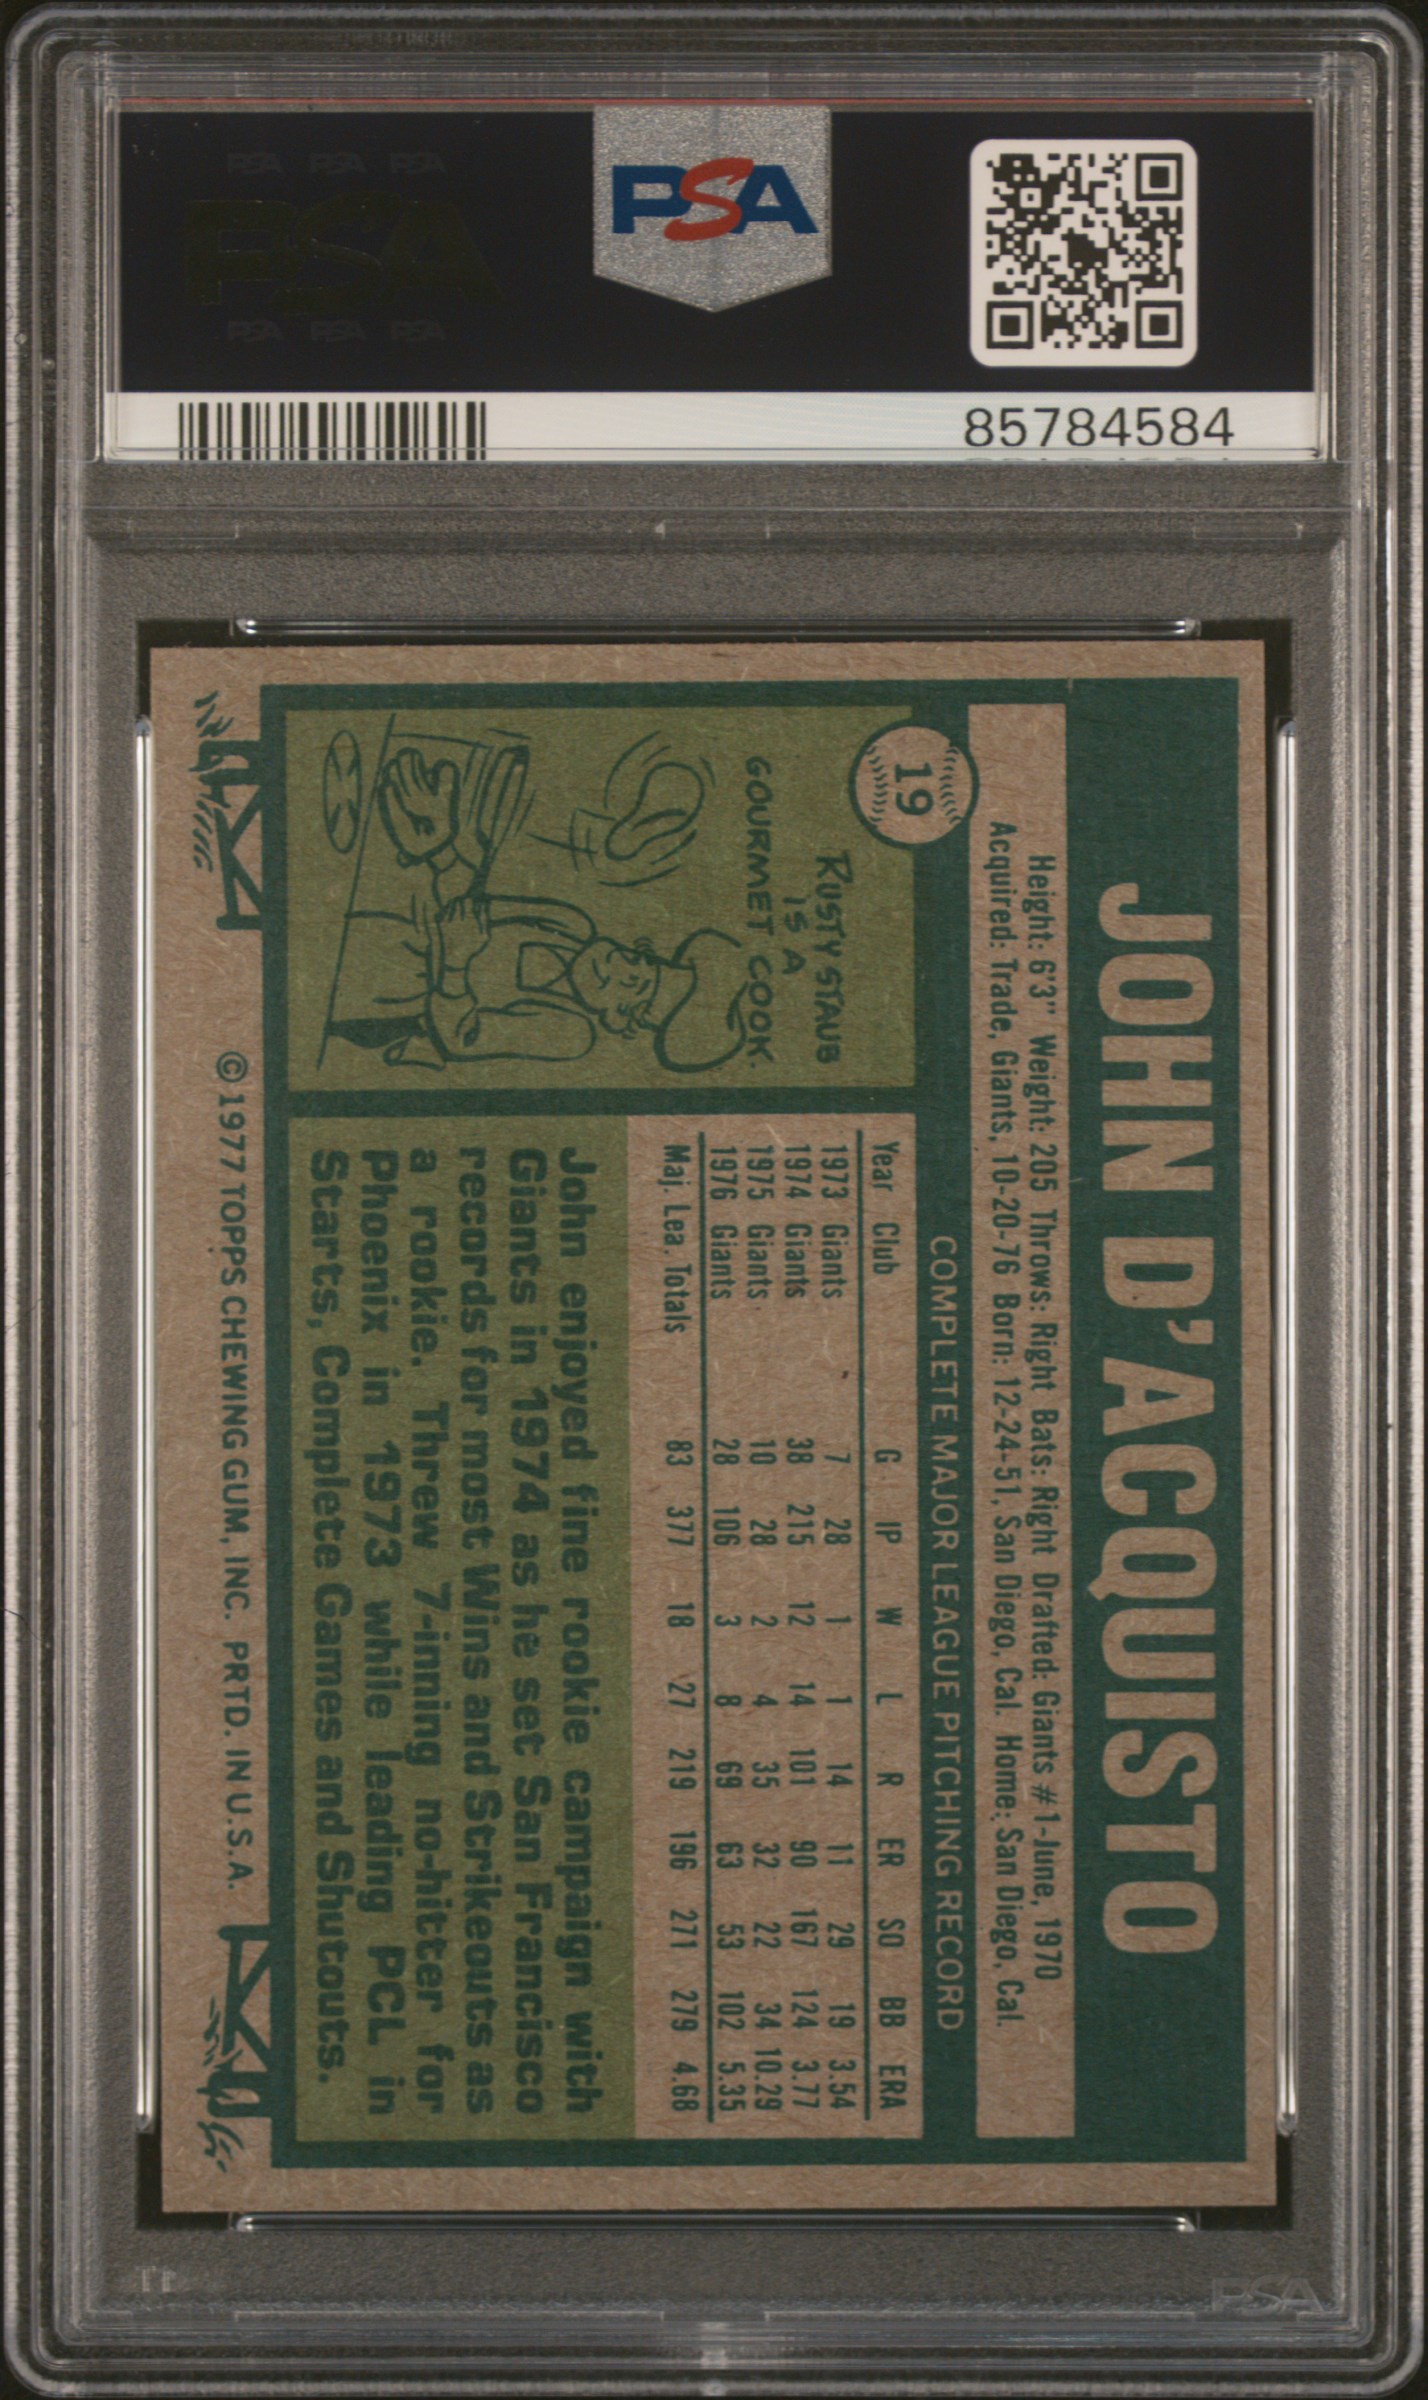 PSA PSA PSA
PSA
PSA PSA PSA
PSA
85784584
JOHN D'ACQUISTO
Height: 6'3" Weight: 205 Throws: Right Bats: Right Drafted: Giants #1-June, 1970
Acquired: Trade, Giants, 10-20-76 Born: 12-24-51, San Diego, Cal. Home: San Diego, Cal.
19
COMPLETE MAJOR LEAGUE PITCHING RECORD
RUSTY STAUB
IS A
GOURMET COOK.
Year Club G IP W L R ER SO BB ERA
1973 Giants 7 28 1 1 14 11 29 19 3.54
1974 Giants 38 215 12 14 101 90 167 124 3.77
1975 Giants 10 28 2 4 35 32 22 34 10.29
1976 Giants 28 106 3 8 69 63 53 102 5.35
Maj. Lea. Totals 83 377 18 27 219 196 271 279 4.68
John enjoyed fine rookie campaign with
Giants in 1974 as he set San Francisco
records for most Wins and Strikeouts as
a rookie. Threw 7-inning no-hitter for
Phoenix in 1973 while leading PCL in
Starts, Complete Games and Shutouts.
©1977 TOPPS CHEWING GUM, INC. PRTD. IN U.S.A.
PSA